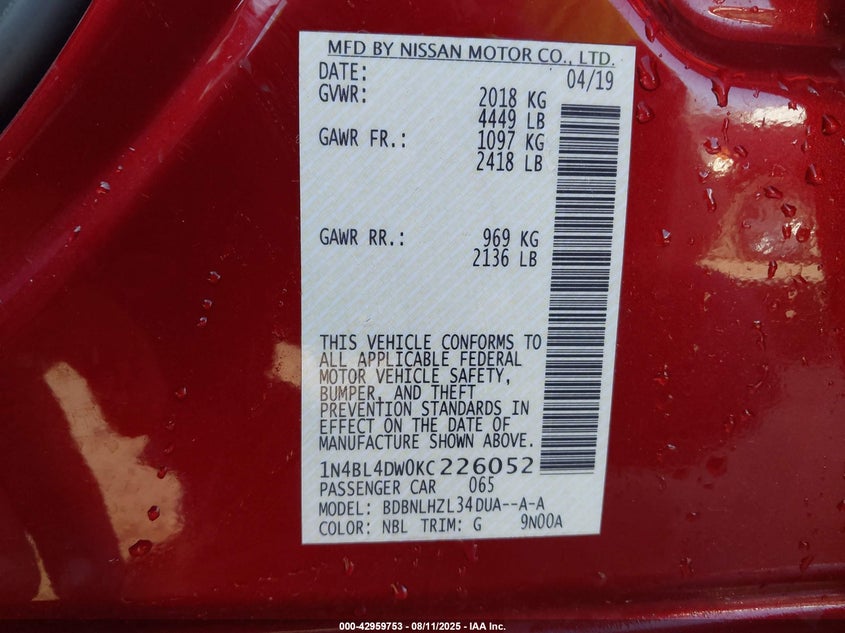 MFD BY NISSAN MOTOR CO., LTD.
DATE: 04/19
GVWR: 2018 KG
4449 LB
GAWR FR.: 1097 KG
2418 LB
GAWR RR.: 969 KG
2136 LB
THIS VEHICLE CONFORMS TO
ALL APPLICABLE FEDERAL
MOTOR VEHICLE SAFETY,
BUMPER, AND THEFT
PREVENTION STANDARDS IN
EFFECT ON THE DATE OF
MANUFACTURE SHOWN ABOVE.
1N4BL4DW0KC226052
PASSENGER CAR 065
MODEL: BDBNLHZL34DUA--A-A
COLOR: NBL TRIM: G 9N00A
000-42959753 - 08/11/2025 - IAA Inc.